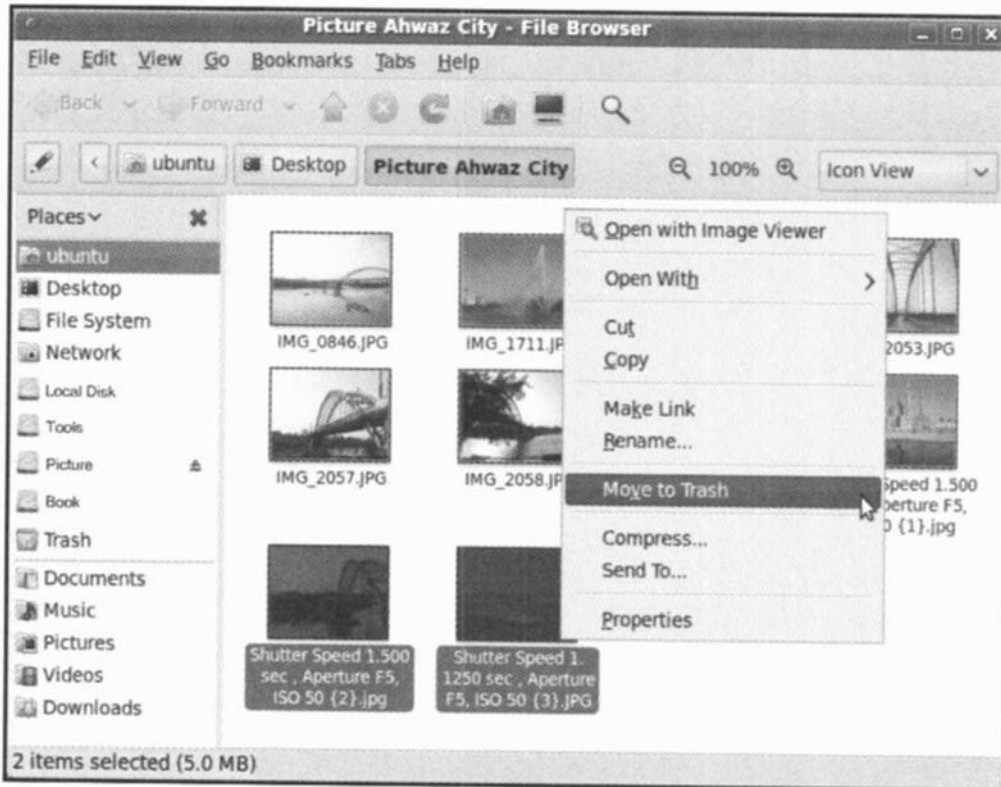 Picture Ahwaz City - File Browser
File Edit View Go Bookmarks Tabs Help
Back Forward
ubuntu Desktop Picture Ahwaz City 100% Icon View
Places
ubuntu
Desktop
File System
Network
Local Disk
Tools
Picture
Book
Trash
Documents
Music
Pictures
Videos
Downloads
IMG_0846.JPG
IMG_1711.JP
2053.JPG
IMG_2057.JPG
IMG_2058.JP
Speed 1.500
perture F5,
{1}.jpg
Shutter Speed 1.500
sec , Aperture F5,
ISO 50 {2}.jpg
Shutter Speed 1.
1250 sec , Aperture
F5, ISO 50 {3}.JPG
Open with Image Viewer
Open With
Cut
Copy
Make Link
Rename...
Move to Trash
Compress...
Send To...
Properties
2 items selected (5.0 MB)